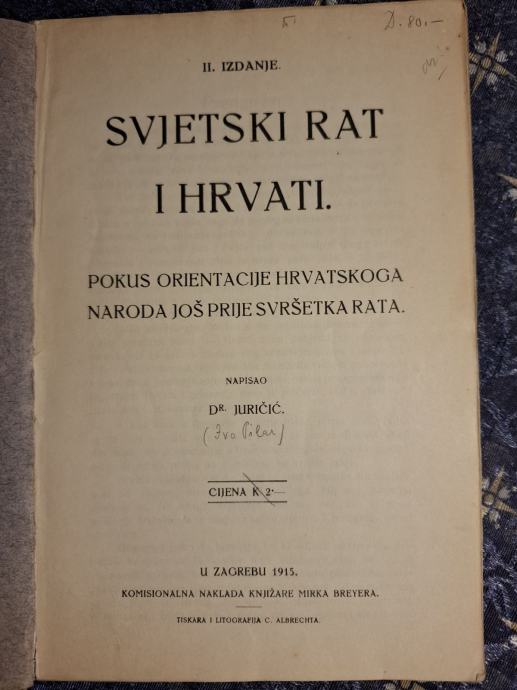 D. 80.—
II. IZDANJE.
SVJETSKI RAT
I HRVATI.
POKUS ORIENTACIJE HRVATSKOGA
NARODA JOŠ PRIJE SVRŠETKA RATA.
NAPISAO
DR. JURIČIĆ.
(Ivo Pilar)
CIJENA K 2·—
U ZAGREBU 1915.
KOMISIONALNA NAKLADA KNJIŽARE MIRKA BREYERA.
TISKARA I LITOGRAFIJA C. ALBRECHTA.